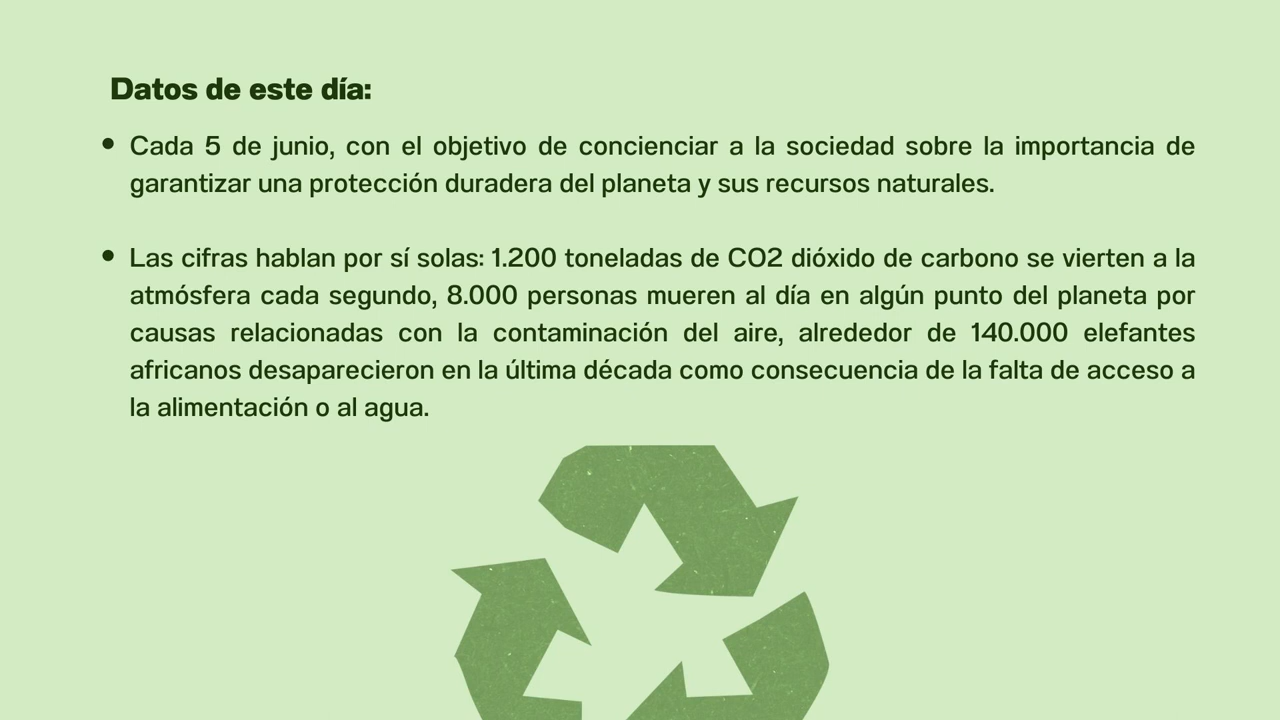 Datos de este día:
• Cada 5 de junio, con el objetivo de concienciar a la sociedad sobre la importancia de
garantizar una protección duradera del planeta y sus recursos naturales.
• Las cifras hablan por sí solas: 1.200 toneladas de CO2 dióxido de carbono se vierten a la
atmósfera cada segundo, 8.000 personas mueren al día en algún punto del planeta por
causas relacionadas con la contaminación del aire, alrededor de 140.000 elefantes
africanos desaparecieron en la última década como consecuencia de la falta de acceso a
la alimentación o al agua.